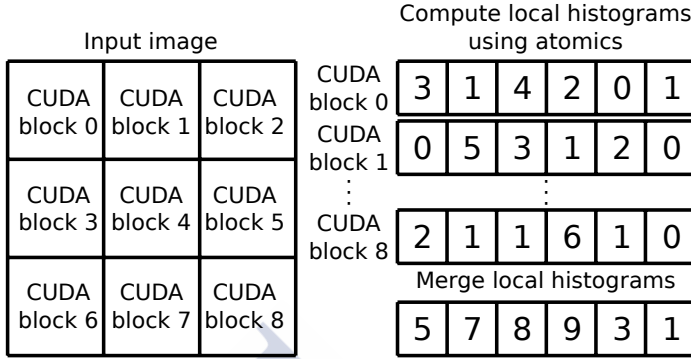 Input image
CUDA block 0
CUDA block 1
CUDA block 2
CUDA block 3
CUDA block 4
CUDA block 5
CUDA block 6
CUDA block 7
CUDA block 8
Compute local histograms
using atomics
CUDA
block 0
3 1 4 2 0 1
CUDA
block 1
0 5 3 1 2 0
CUDA
block 8
2 1 1 6 1 0
Merge local histograms
5 7 8 9 3 1